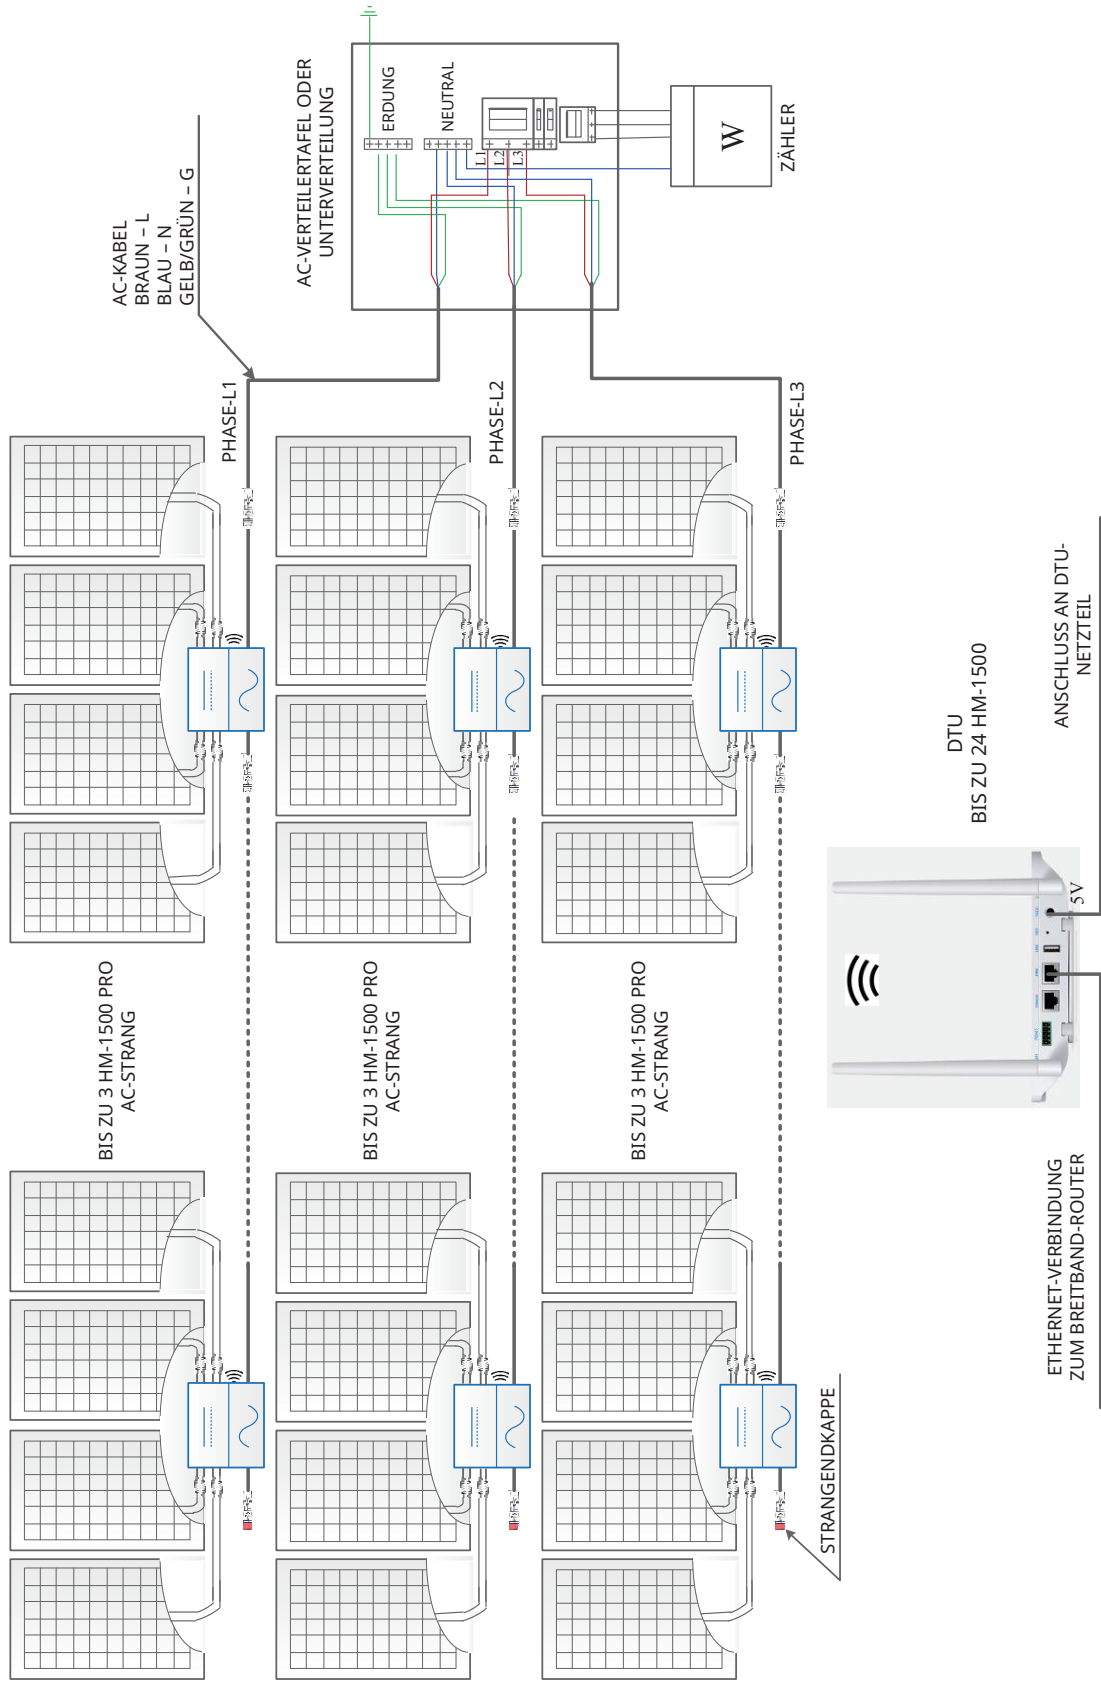 AC-KABEL
BRAUN – L
BLAU – N
GELB/GRÜN – G
AC-VERTEILERTAFEL ODER
UNTERVERTEILUNG
ERDUNG
NEUTRAL
L1
L2
L3
W
ZÄHLER
PHASE-L1
PHASE-L2
PHASE-L3
BIS ZU 3 HM-1500 PRO
AC-STRANG
BIS ZU 3 HM-1500 PRO
AC-STRANG
BIS ZU 3 HM-1500 PRO
AC-STRANG
STRANGENDKAPPE
DTU
BIS ZU 24 HM-1500
5V
ANSCHLUSS AN DTU-
NETZTEIL
ETHERNET-VERBINDUNG
ZUM BREITBAND-ROUTER